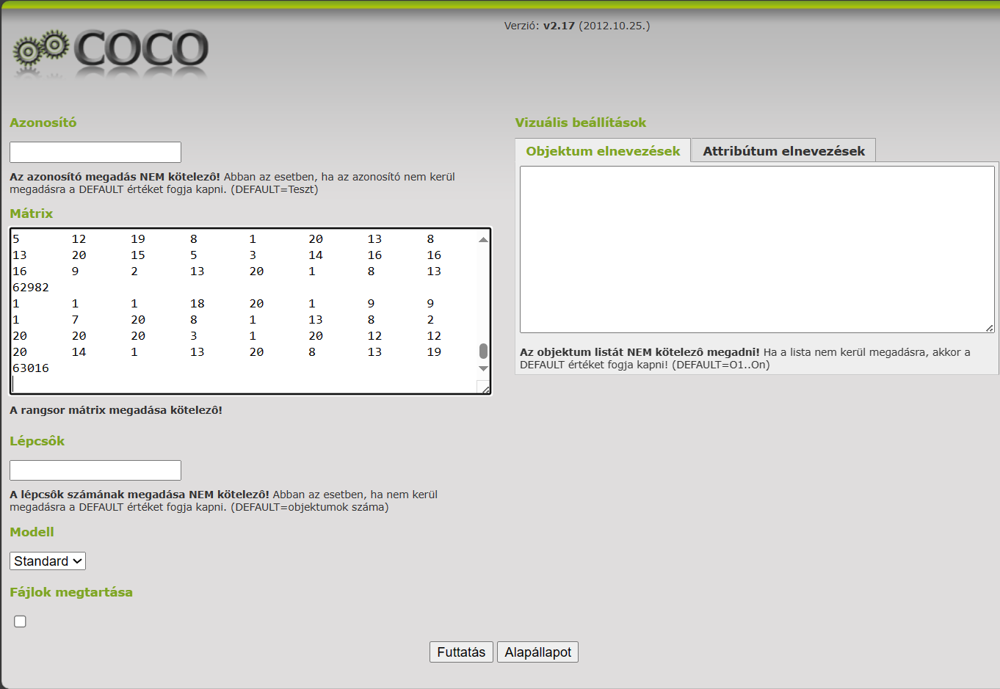 COCO
Verzió: v2.17 (2012.10.25.)
Azonosító
Az azonosító megadás NEM kötelezô! Abban az esetben, ha az azonosító nem kerül
megadásra a DEFAULT értéket fogja kapni. (DEFAULT=Teszt)
Mátrix
5 12 19 8 1 20 13 8
13 20 15 5 3 14 16 16
16 9 2 13 20 1 8 13
62982
1 1 1 18 20 1 9 9
1 7 20 8 1 13 8 2
20 20 20 3 1 20 12 12
20 14 1 13 20 8 13 19
63016
A rangsor mátrix megadása kötelezô!
Lépcsôk
A lépcsôk számának megadása NEM kötelezô! Abban az esetben, ha nem kerül
megadásra a DEFAULT értéket fogja kapni. (DEFAULT=objektumok száma)
Modell
Standard
Fájlok megtartása
Vizuális beállítások
Objektum elnevezések Attribútum elnevezések
Az objektum listát NEM kötelezô megadni! Ha a lista nem kerül megadásra, akkor a
DEFAULT értéket fogja kapni! (DEFAULT=O1..On)
Futtatás Alapállapot